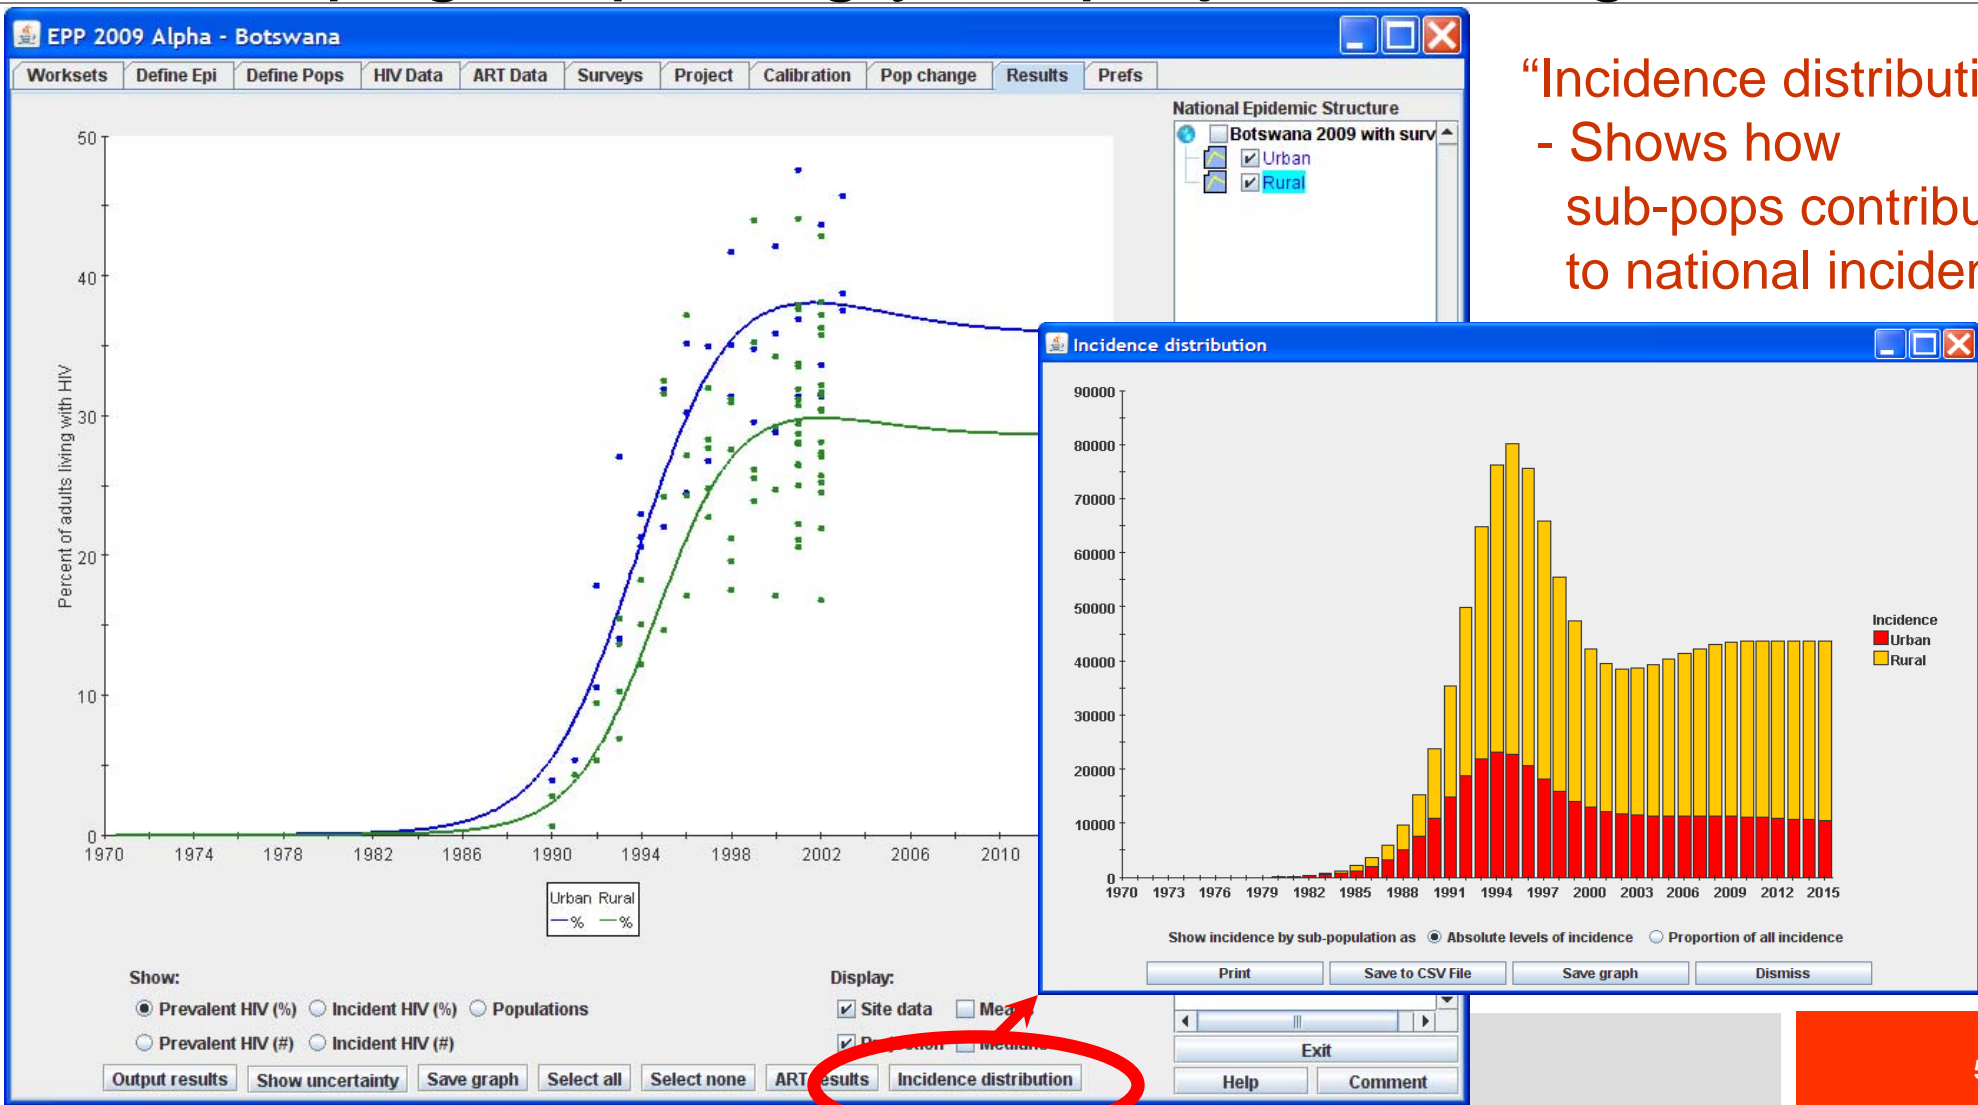 EPP 2009 Alpha - Botswana
Worksets Define Epi Define Pops HIV Data ART Data Surveys Project Calibration Pop change Results Prefs
National Epidemic Structure
Botswana 2009 with surv
Urban
Rural
50
40
30
20
10
0
Percent of adults living with HIV
1970 1974 1978 1982 1986 1990 1994 1998 2002 2006 2010
Urban Rural
% %
Show:
Prevalent HIV (%) Incident HIV (%) Populations
Prevalent HIV (#) Incident HIV (#)
Display:
Site data
Output results Show uncertainty Save graph Select all Select none ART results Incidence distribution
Exit
Help Comment
“Incidence distributi
- Shows how
sub-pops contribu
to national inciden
Incidence distribution
90000
80000
70000
60000
50000
40000
30000
20000
10000
0
1970 1973 1976 1979 1982 1985 1988 1991 1994 1997 2000 2003 2006 2009 2012 2015
Incidence
Urban
Rural
Show incidence by sub-population as Absolute levels of incidence Proportion of all incidence
Print Save to CSV File Save graph Dismiss